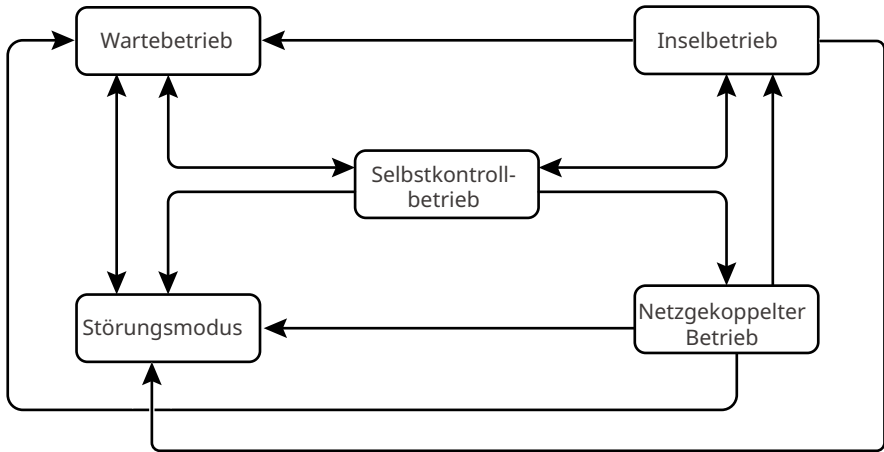 Wartebetrieb
Inselbetrieb
Selbstkontroll-
betrieb
Störungsmodus
Netzgekoppelter
Betrieb